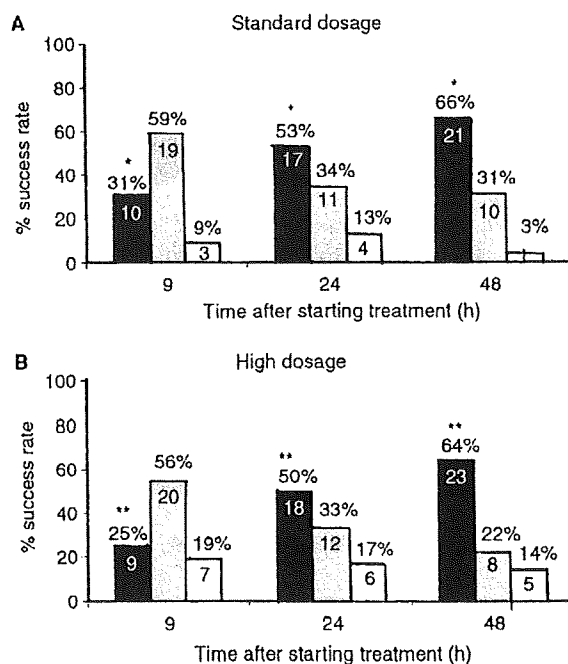 A Standard dosage
% success rate
100
80
60
40
20
0
* 31% 10
59% 19
9% 3
* 53% 17
34% 11
13% 4
* 66% 21
31% 10
3%
9 24 48
Time after starting treatment (h)
B High dosage
% success rate
100
80
60
40
20
0
** 25% 9
56% 20
19% 7
** 50% 18
33% 12
17% 6
** 64% 23
22% 8
14% 5
9 24 48
Time after starting treatment (h)